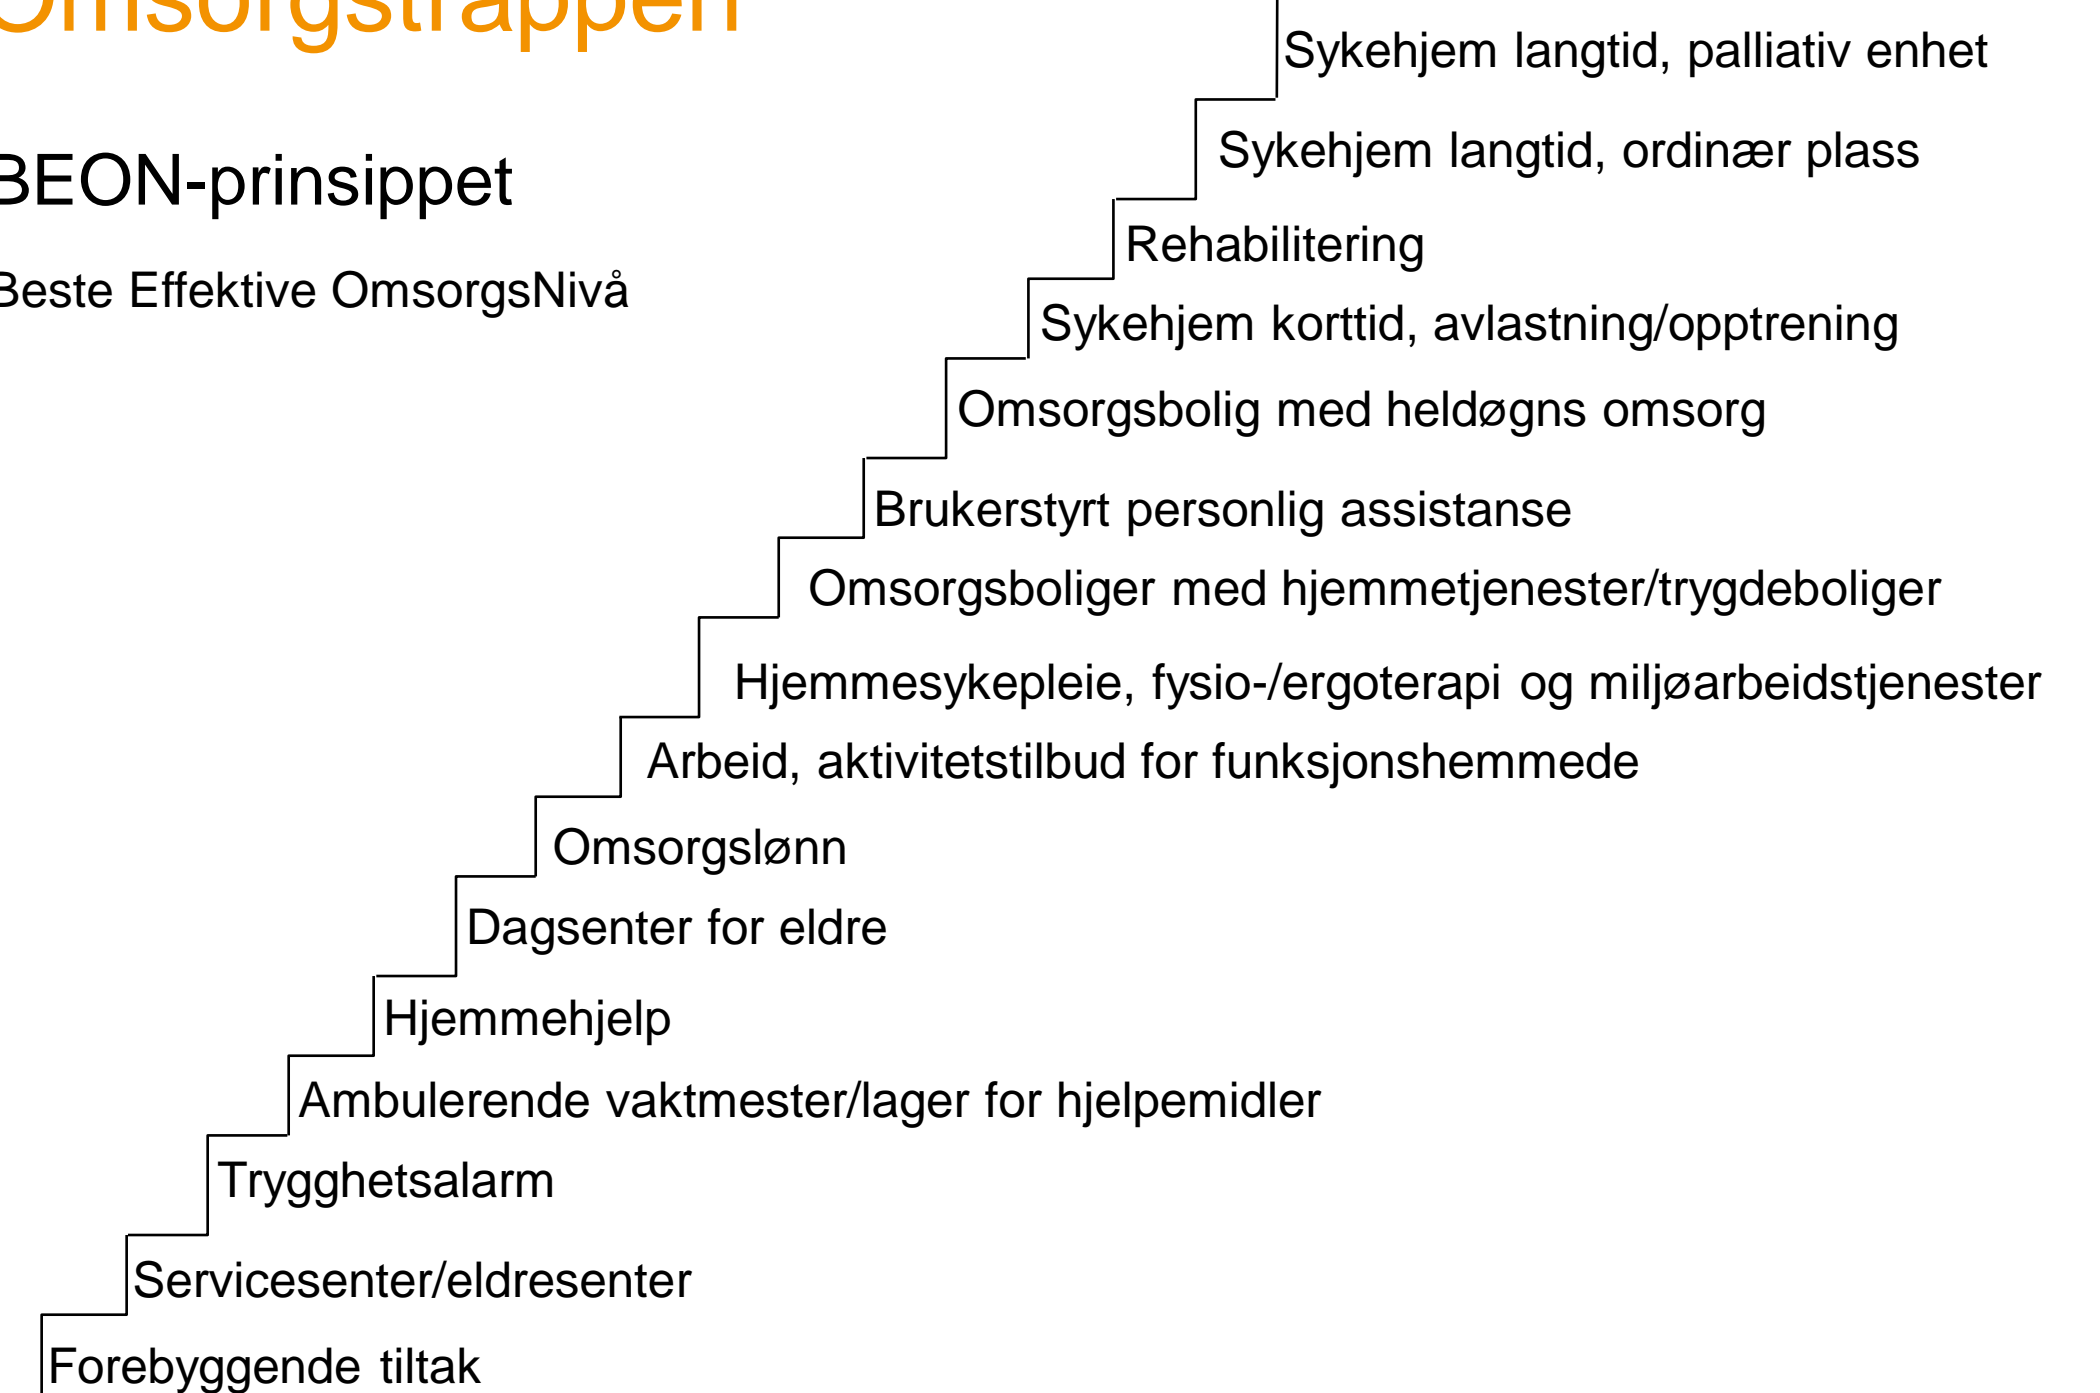 Omsorgstrappen
BEON-prinsippet
Beste Effektive OmsorgsNivå
Sykehjem langtid, palliativ enhet
Sykehjem langtid, ordinær plass
Rehabilitering
Sykehjem korttid, avlastning/opptrening
Omsorgsbolig med heldøgns omsorg
Brukerstyrt personlig assistanse
Omsorgsboliger med hjemmetjenester/trygdeboliger
Hjemmesykepleie, fysio-/ergoterapi og miljøarbeidstjenester
Arbeid, aktivitetstilbud for funksjonshemmede
Omsorgslønn
Dagsenter for eldre
Hjemmehjelp
Ambulerende vaktmester/lager for hjelpemidler
Trygghetsalarm
Servicesenter/eldresenter
Forebyggende tiltak